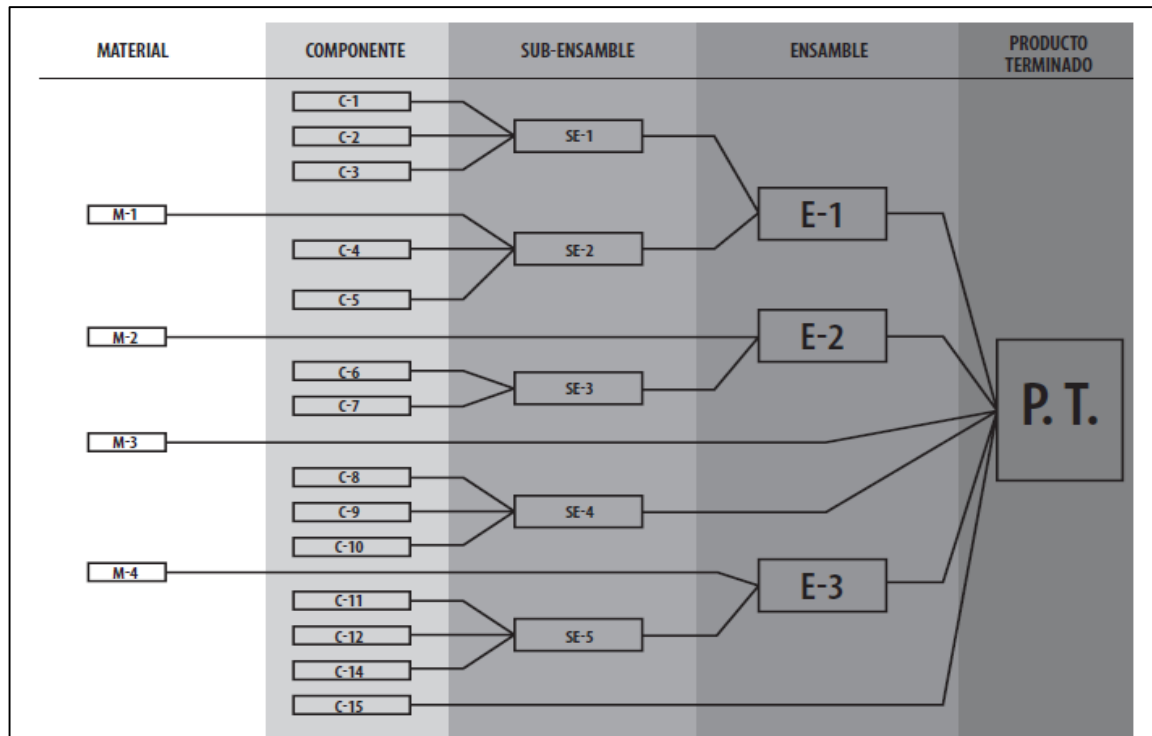 MATERIAL
COMPONENTE
SUB-ENSAMBLE
ENSAMBLE
PRODUCTO
TERMINADO
C-1
C-2
SE-1
C-3
M-1
E-1
C-4
SE-2
C-5
M-2
E-2
C-6
SE-3
C-7
P. T.
M-3
C-8
C-9
SE-4
C-10
M-4
E-3
C-11
C-12
SE-5
C-14
C-15